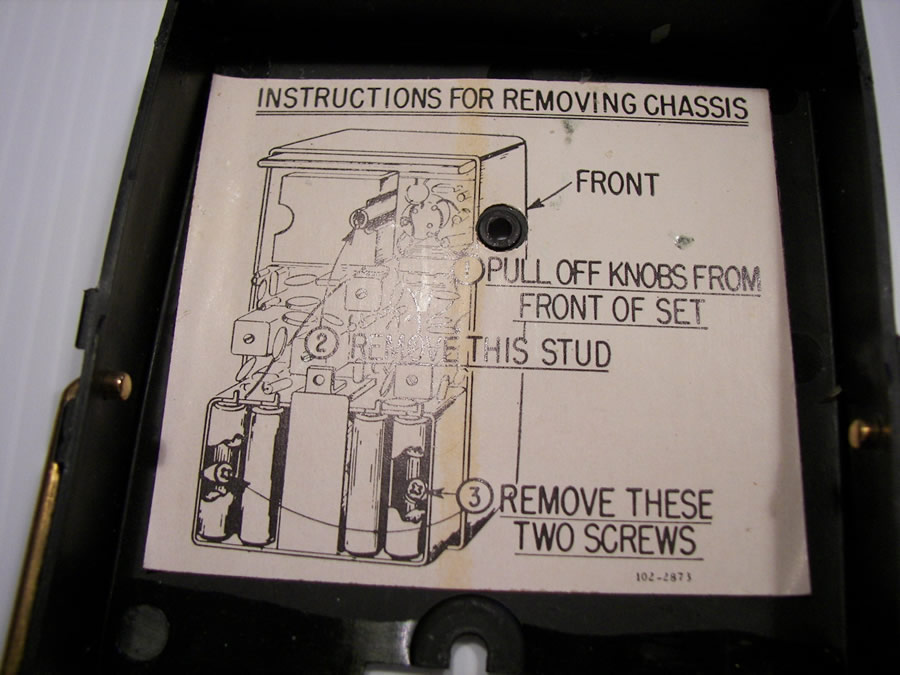 INSTRUCTIONS FOR REMOVING CHASSIS
FRONT
1 PULL OFF KNOBS FROM
FRONT OF SET
2 REMOVE THIS STUD
3 REMOVE THESE
TWO SCREWS
102-2873